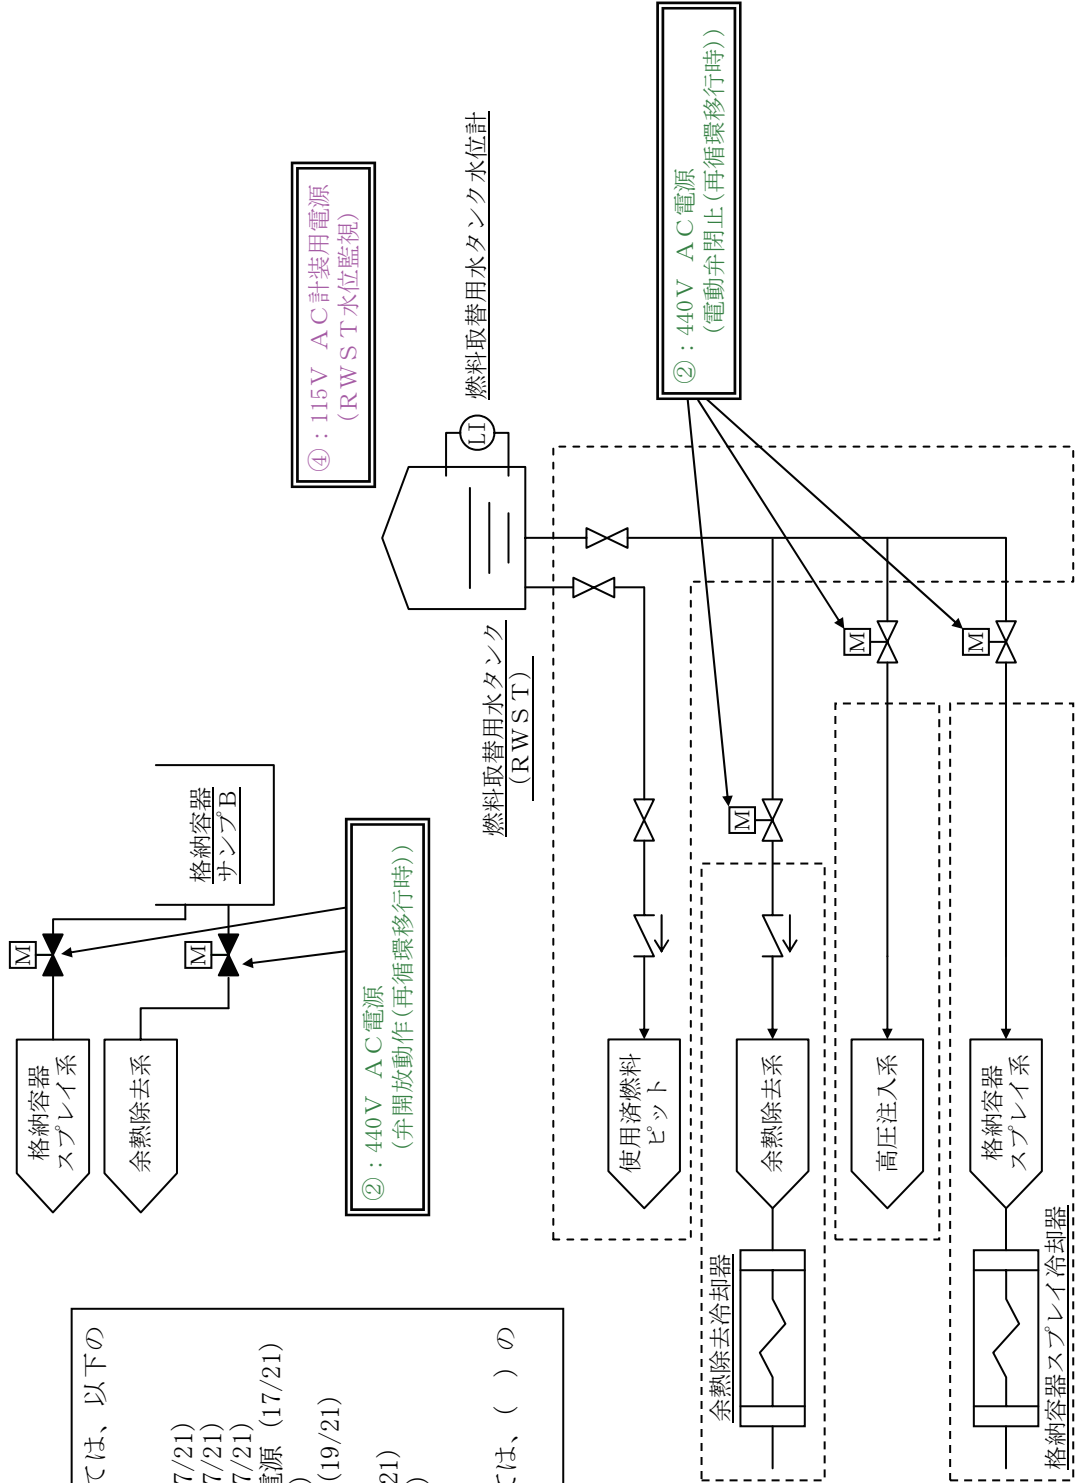 格納容器
スプレイ系
余熱除去系
M
M
格納容器
サンプB
②：440V AC電源
(弁開放動作(再循環移行時))
④：115V AC計装用電源
(RWST水位監視)
燃料取替用水タンク水位計
LI
燃料取替用水タンク
(RWST)
②：440V AC電源
(電動弁閉止(再循環移行時))
M
M
M
使用済燃料
ピット
余熱除去系
高圧注入系
格納容器
スプレイ系
余熱除去冷却器
格納容器スプレイ冷却器
ては、以下の
7/21)
7/21)
7/21)
電源 (17/21)
)
(19/21)
21)
)
ては、( ) の